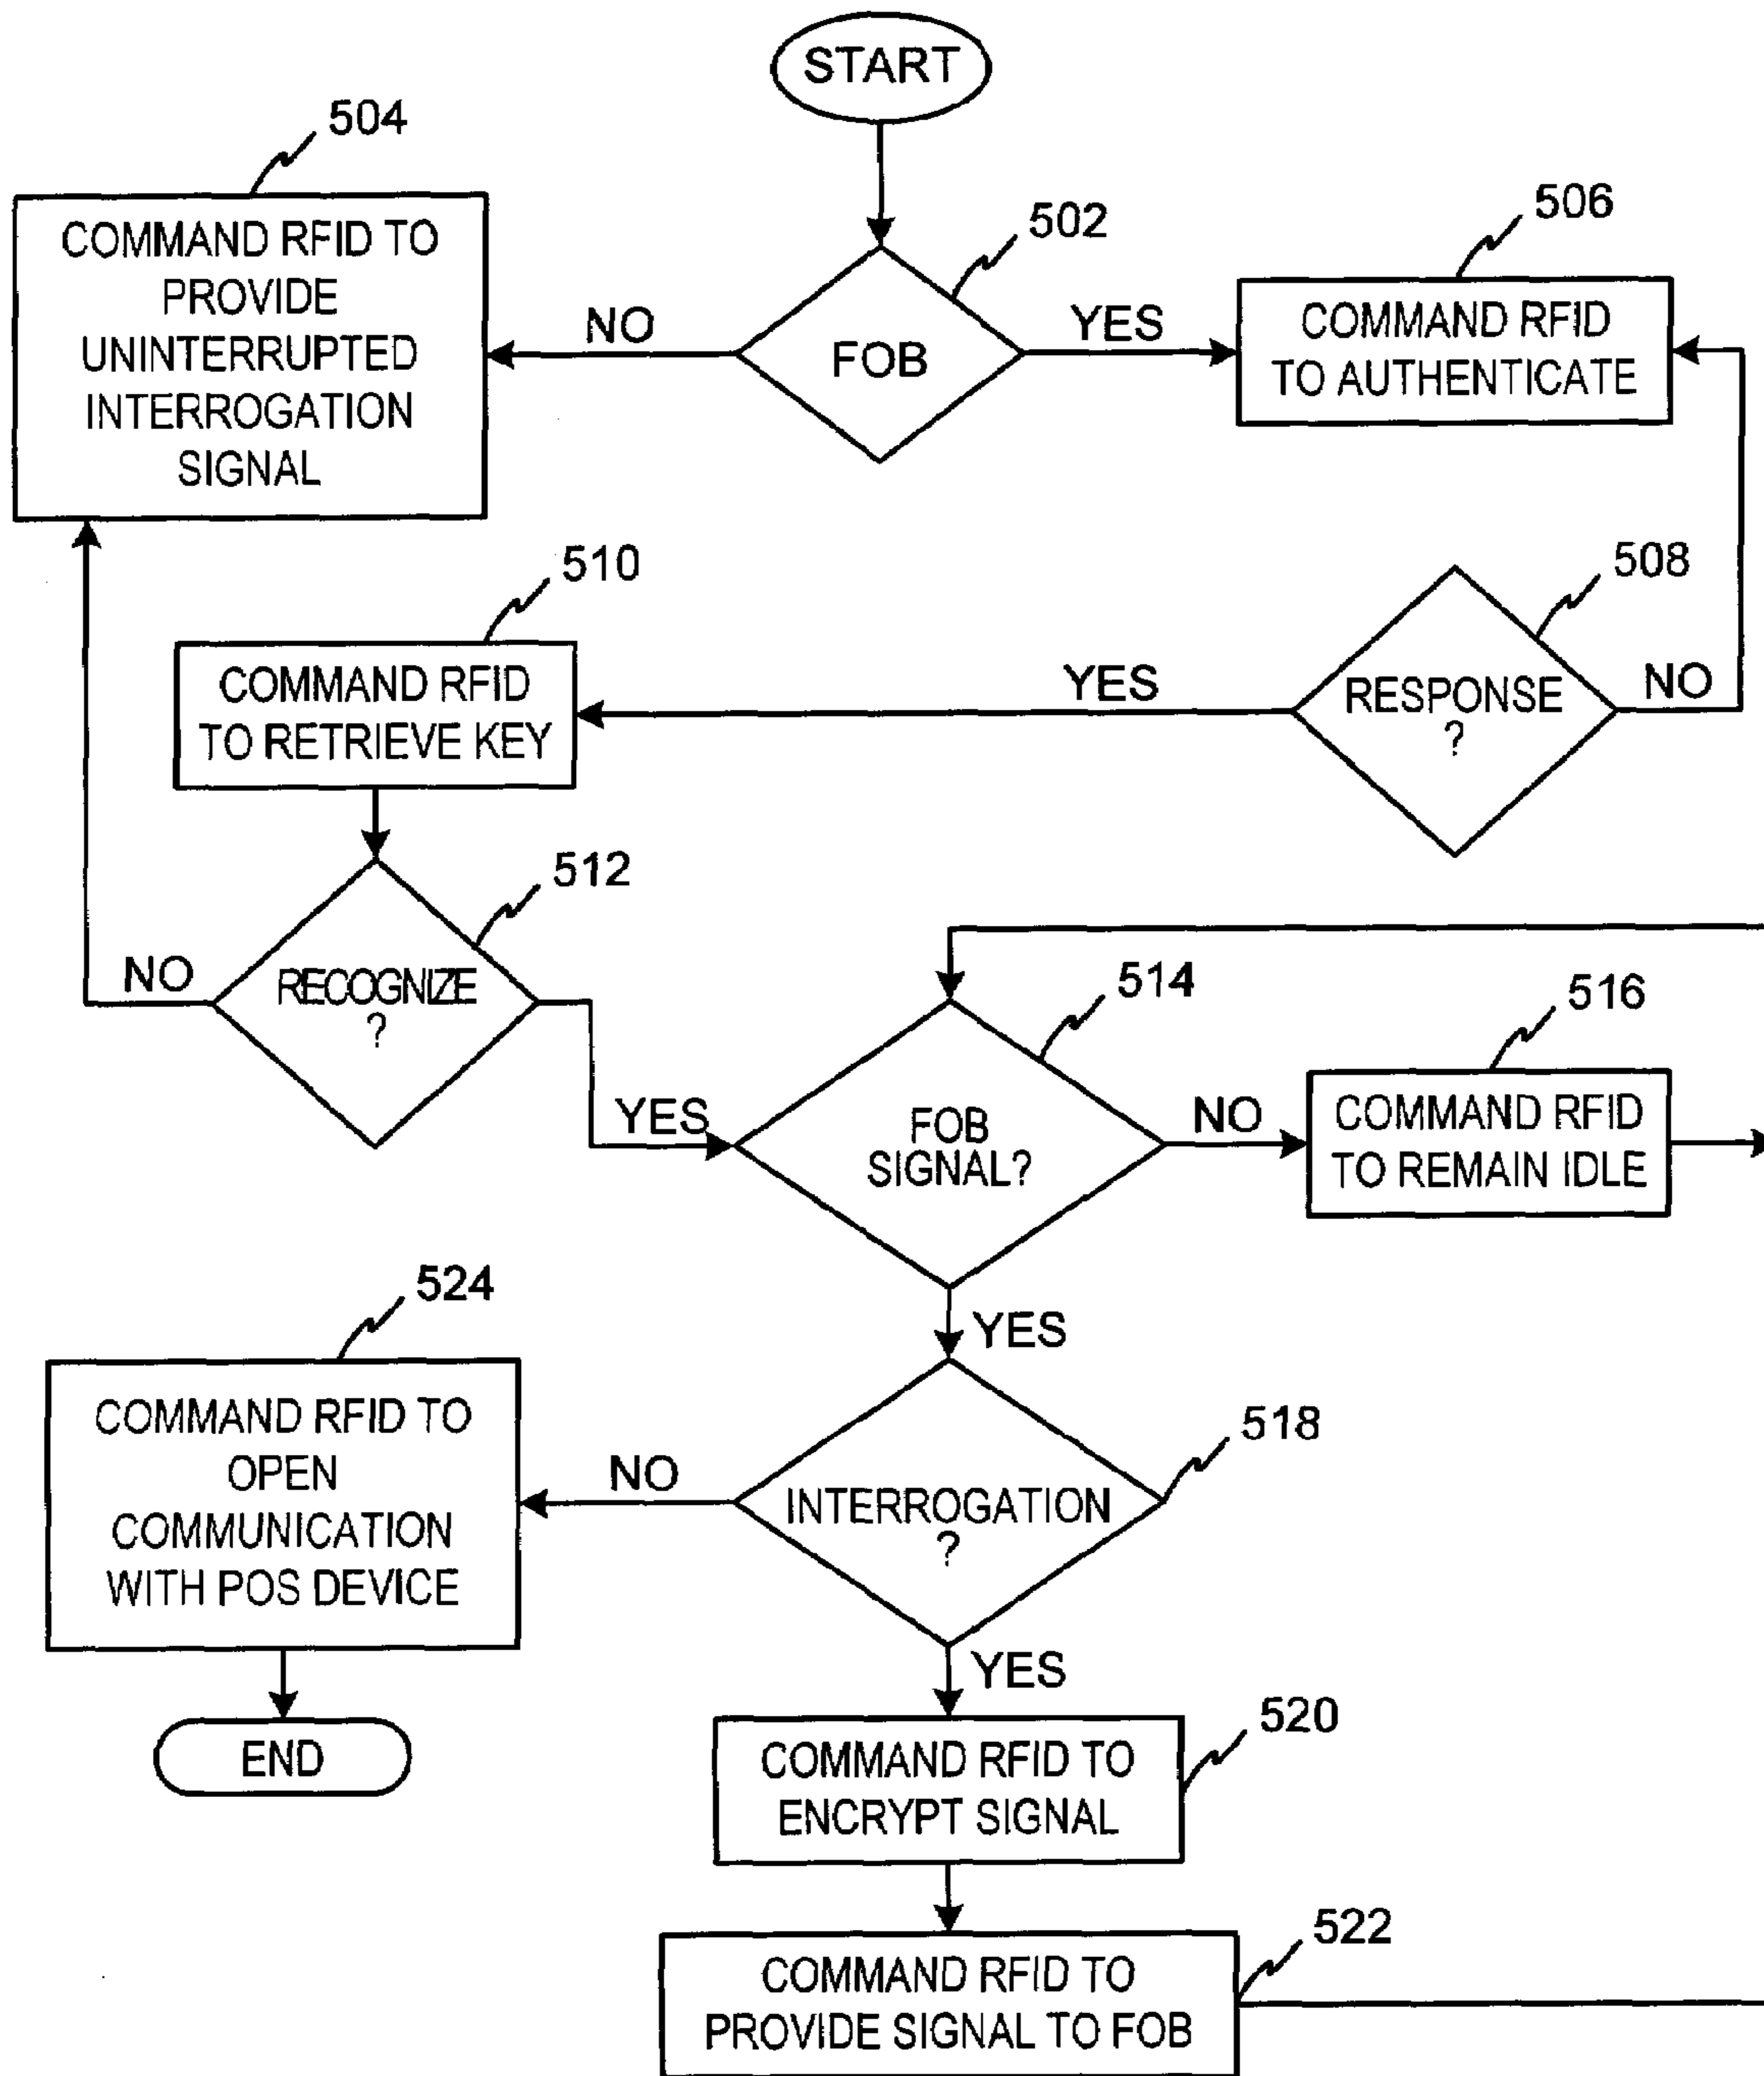 START
504
COMMAND RFID TO
PROVIDE
UNINTERRUPTED
INTERROGATION
SIGNAL
NO
502
FOB
YES
506
COMMAND RFID
TO AUTHENTICATE
510
COMMAND RFID
TO RETRIEVE KEY
YES
508
RESPONSE
?
NO
512
NO
RECOGNIZE
?
YES
514
FOB
SIGNAL?
NO
516
COMMAND RFID
TO REMAIN IDLE
YES
524
COMMAND RFID TO
OPEN
COMMUNICATION
WITH POS DEVICE
NO
518
INTERROGATION
?
YES
END
520
COMMAND RFID TO
ENCRYPT SIGNAL
522
COMMAND RFID TO
PROVIDE SIGNAL TO FOB